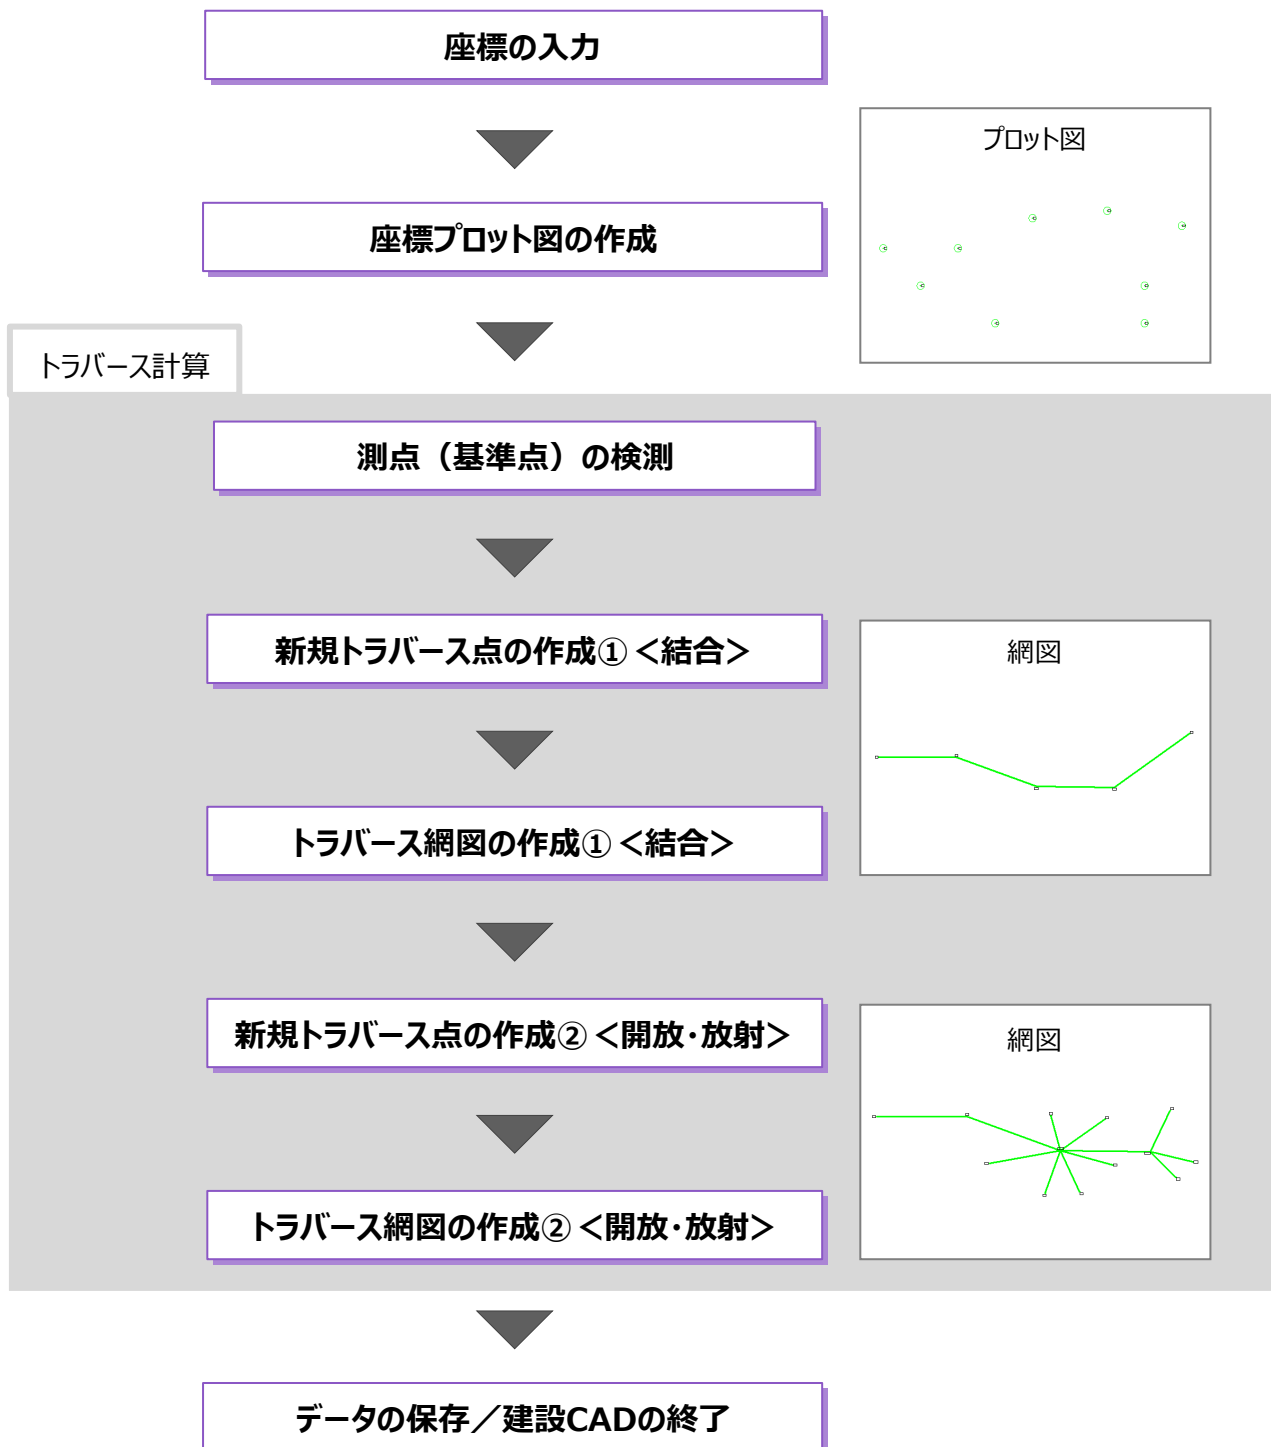 座標の入力
プロット図
座標プロット図の作成
トラバース計算
測点（基準点）の検測
新規トラバース点の作成①＜結合＞
網図
トラバース網図の作成①＜結合＞
新規トラバース点の作成②＜開放・放射＞
網図
トラバース網図の作成②＜開放・放射＞
データの保存／建設CADの終了